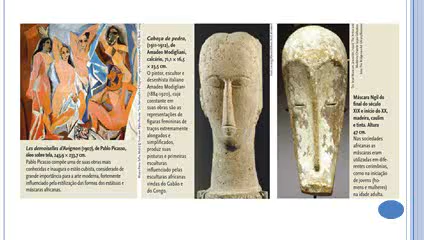 Les demoiselles d'Avignon (1907), de Pablo Picasso,
óleo sobre tela, 243,9 × 233,7 cm.
Pablo Picasso compôs uma de suas obras mais
conhecidas e inaugura o estilo cubista, considerado de
grande importância para a arte moderna, fortemente
influenciado pela estilização das formas das estátuas e
máscaras africanas.
Cabeça de pedra,
(1911-1912), de
Amadeo Modigliani,
calcário, 71,1 × 16,5
× 23,5 cm.
O pintor, escultor e
desenhista italiano
Amadeo Modigliani
(1884-1920), cuja
constante em
suas obras são as
representações de
figuras femininas de
traços extremamente
alongados e
simplificados,
produz suas
pinturas e primeiras
esculturas
influenciado pelas
esculturas africanas
vindas do Gabão e
do Congo.
Máscara Ngil do
final do século
XIX e início do XX,
madeira, caulim
e tinta. Altura
47 cm.
Nas sociedades
africanas as
máscaras eram
utilizadas em dife-
rentes cerimônias,
como na iniciação
de jovens (ho-
mens e mulheres)
na idade adulta.